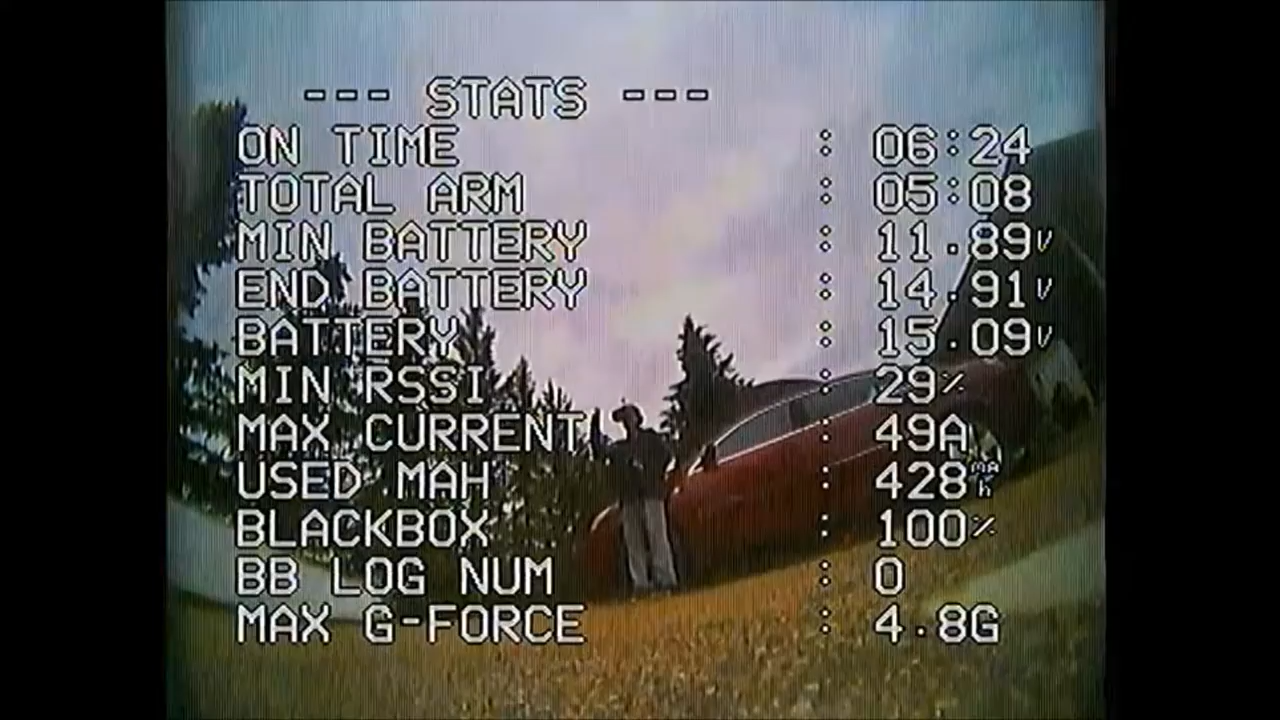 --- STATS ---
ON TIME : 06:24
TOTAL ARM : 05:08
MIN BATTERY : 11.89V
END BATTERY : 14.91V
BATTERY : 15.09V
MIN RSSI : 29%
MAX CURRENT : 49A
USED MAH : 428MAH
BLACKBOX : 100%
BB LOG NUM : 0
MAX G-FORCE : 4.8G